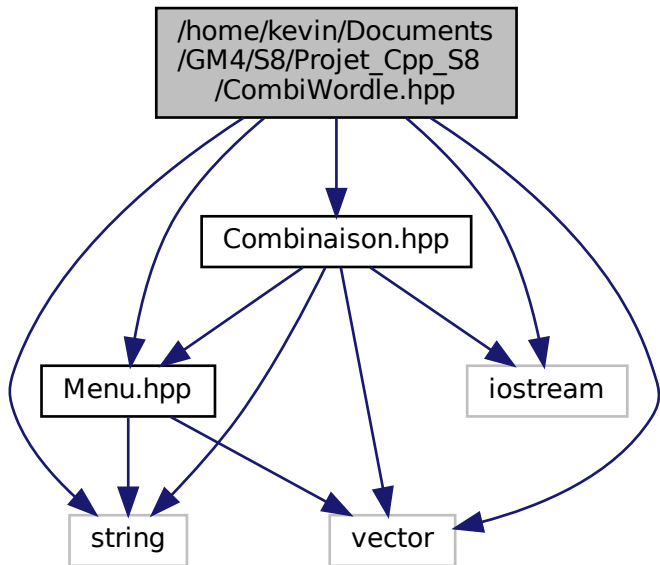 /home/kevin/Documents
/GM4/S8/Projet_Cpp_S8
/CombiWordle.hpp
Combinaison.hpp
Menu.hpp
iostream
string
vector